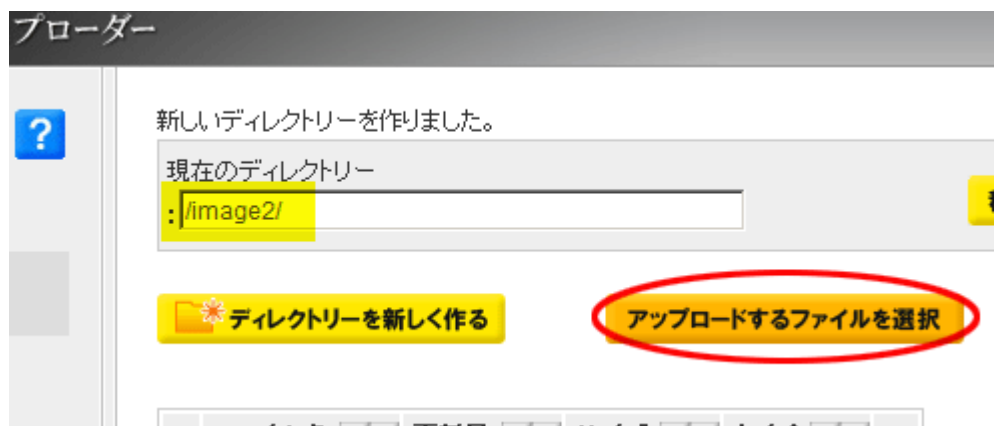 プローダー
?
新しいディレクトリーを作りました。
現在のディレクトリー
: /image2/
ディレクトリーを新しく作る
アップロードするファイルを選択